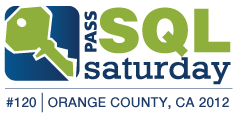 PASS SQL
saturday
#120 | ORANGE COUNTY, CA 2012